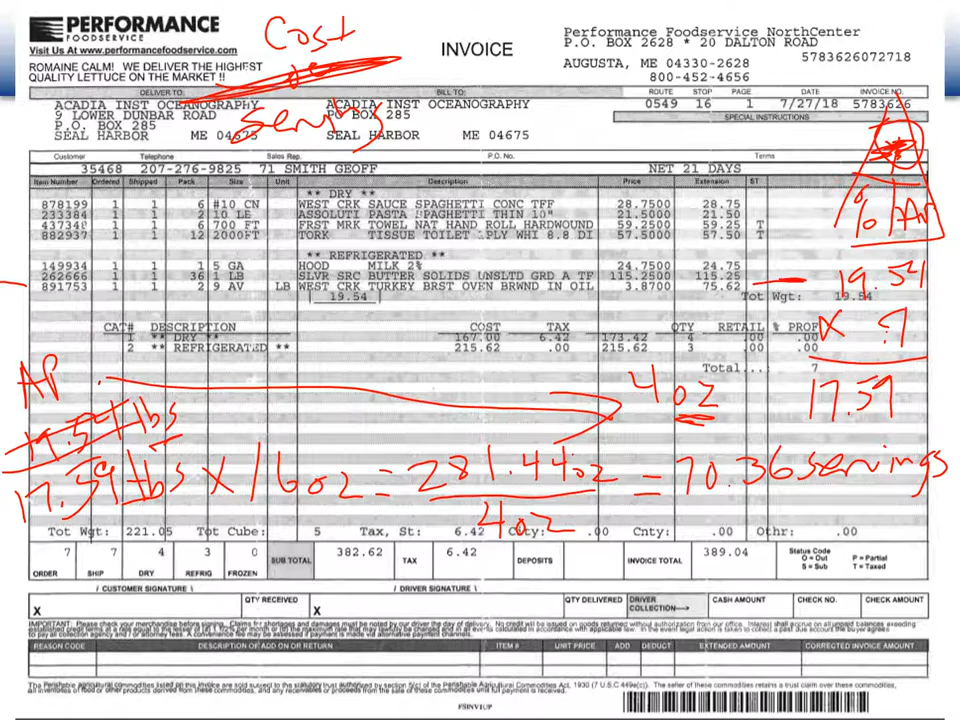 PERFORMANCE
FOODSERVICE
Visit Us At www.performancefoodservice.com
ROMAINE CALM! WE DELIVER THE HIGHEST
QUALITY LETTUCE ON THE MARKET !!
Cost
serving
INVOICE
Performance Foodservice NorthCenter
P.O. BOX 2628 * 20 DALTON ROAD
5783626072718
AUGUSTA, ME 04330-2628
800-452-4656
DELIVER TO:
BILL TO:
ROUTE STOP PAGE DATE INVOICE NO.
0549 16 1 7/27/18 5783626
SPECIAL INSTRUCTIONS
ACADIA INST OCEANOGRAPHY
9 LOWER DUNBAR ROAD
P.O. BOX 285
SEAL HARBOR ME 04675
ACADIA INST OCEANOGRAPHY
PO BOX 285
SEAL HARBOR ME 04675
Customer Telephone Sales Rep. P.O. No. Terms
35468 207-276-9825 71 SMITH GEOFF NET 21 DAYS
Item Number Ordered Shipped Pack Size Unit Description Price Extension ST
** DRY **
878199 1 1 6 #10 CN WEST CRK SAUCE SPAGHETTI CONC TFF 28.7500 28.75
233384 1 1 2 10 LB ASSOLUTI PASTA SPAGHETTI THIN 10" 21.5000 21.50
437348 1 1 6 700 FT FRST MRK TOWEL NAT HAND ROLL HARDWOUND 59.2500 59.25 T
882937 1 1 12 2000FT TORK TISSUE TOILET 2PLY WHI 8.8 DI 57.5000 57.50 T
** REFRIGERATED **
149934 1 1 1 5 GA HOOD MILK 2% 24.7500 24.75
262666 1 1 36 1 LB SLVR SRC BUTTER SOLIDS UNSLTD GRD A TF 115.2500 115.25
891753 1 1 2 9 AV LB WEST CRK TURKEY BRST OVEN BRWND IN OIL 3.8700 75.62
19.54
Tot Wgt: 19.54
% AP
19.54
x .9
17.59
CAT# DESCRIPTION COST TAX QTY RETAIL % PROF
1 ** DRY ** 167.00 6.42 173.42 4 .00 .00
2 ** REFRIGERATED ** 215.62 .00 215.62 3 .00 .00
Total...: 7
AP
4 oz
17.59 lbs x 16oz = 281.44oz = 70.36 servings
4oz
Tot Wgt: 221.05 Tot Cube: 5 Tax, St: 6.42 City: .00 Cnty: .00 Othr: .00
7 7 4 3 0
ORDER SHIP DRY REFRIG FROZEN
SUB TOTAL 382.62 TAX 6.42 DEPOSITS INVOICE TOTAL 389.04
Status Code
O = Out P = Partial
S = Sub T = Taxed
/ CUSTOMER SIGNATURE \
X
QTY RECEIVED
/ DRIVER SIGNATURE \
X
QTY DELIVERED
DRIVER COLLECTION-->
CASH AMOUNT CHECK NO. CHECK AMOUNT
REASON CODE DESCRIPTION OF ADD ON OR RETURN ITEM # UNIT PRICE ADD DEDUCT EXTENDED AMOUNT CORRECTED INVOICE AMOUNT